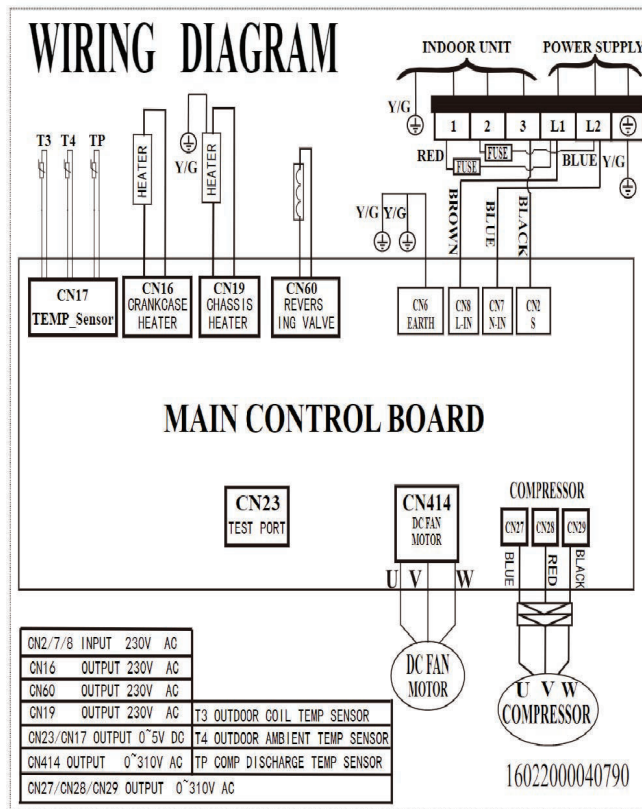 WIRING DIAGRAM
INDOOR UNIT
POWER SUPPLY
Y/G
1
2
3
L1
L2
T3
T4
TP
HEATER
Y/G
HEATER
RED
FUSE
FUSE
BLUE
Y/G
Y/G
Y/G
BROWN
BLUE
BLACK
CN17
TEMP_Sensor
CN16
CRANKCASE
HEATER
CN19
CHASSIS
HEATER
CN60
REVERS
ING VALVE
CN6
EARTH
CN8
L-IN
CN7
N-IN
CN2
S
MAIN CONTROL BOARD
CN23
TEST PORT
CN414
DC FAN
MOTOR
COMPRESSOR
CN27
CN28
CN29
BLUE
RED
BLACK
U
V
W
DC FAN
MOTOR
U V W
COMPRESSOR
CN2/7/8 INPUT 230V AC
CN16 OUTPUT 230V AC
CN60 OUTPUT 230V AC
CN19 OUTPUT 230V AC
T3 OUTDOOR COIL TEMP SENSOR
CN23/CN17 OUTPUT 0~5V DC
T4 OUTDOOR AMBIENT TEMP SENSOR
CN414 OUTPUT 0~310V AC
TP COMP DISCHARGE TEMP SENSOR
CN27/CN28/CN29 OUTPUT 0~310V AC
16022000040790